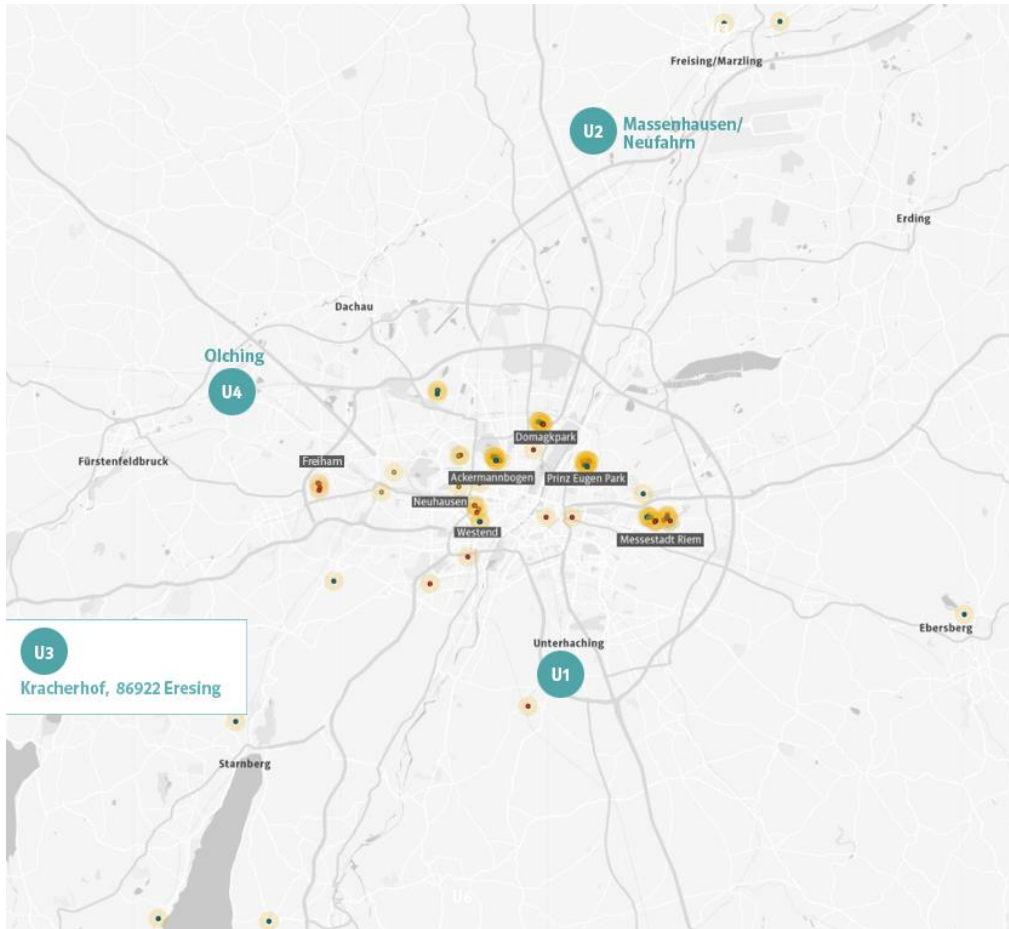 Freising/Marzling
U2
Massenhausen/
Neufahrn
Erding
Dachau
Olching
U4
Domagkpark
Fürstenfeldbruck
Freiham
Ackermannbogen
Prinz Eugen Park
Neuhausen
Westend
Messestadt Riem
Ebersberg
Unterhaching
U3
U1
Kracherhof, 86922 Eresing
Starnberg